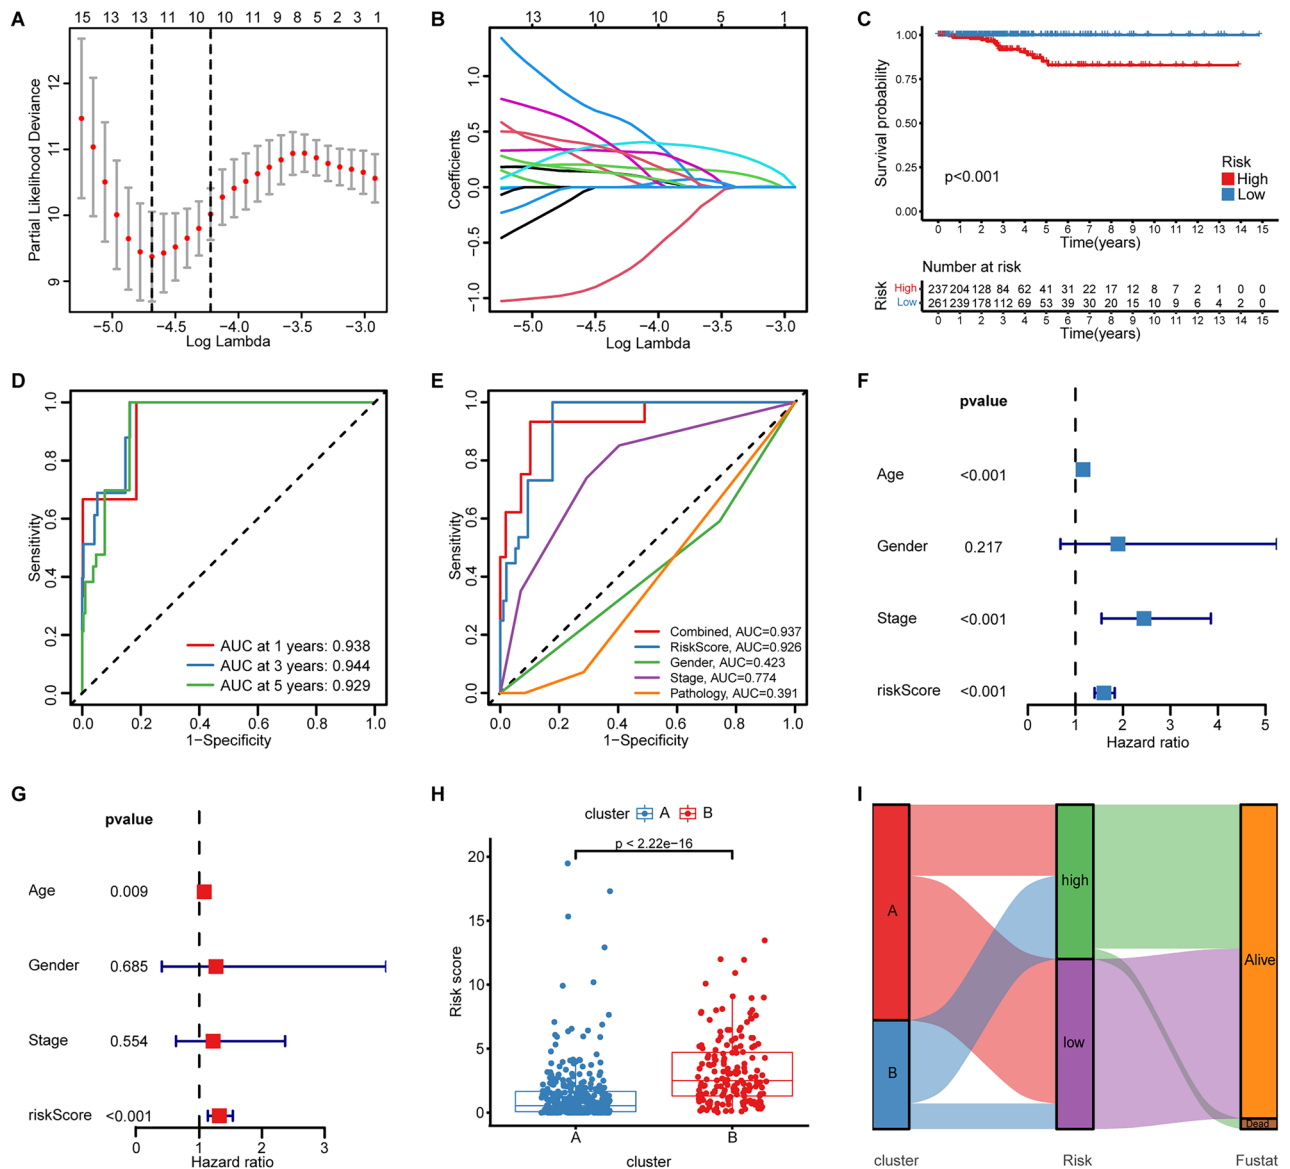 A
15 13 13 11 10 10 10 9 8 5 2 3 1
Partial Likelihood Deviance
12
11
10
9
−5.0 −4.5 −4.0 −3.5 −3.0
Log Lambda
B
13 10 10 5 1
Coefficients
1.0
0.5
0.0
−0.5
−1.0
−5.0 −4.5 −4.0 −3.5 −3.0
Log Lambda
C
Survival probability
1.00
0.75
0.50
0.25
0.00
p<0.001
Risk
High
Low
0 1 2 3 4 5 6 7 8 9 10 11 12 13 14 15
Time(years)
Number at risk
Risk
High 237 204 128 84 62 41 31 22 17 12 8 7 2 1 0 0
Low 261 239 178 112 69 53 39 30 20 15 10 9 6 4 2 0
0 1 2 3 4 5 6 7 8 9 10 11 12 13 14 15
Time(years)
D
Sensitivity
1.0
0.8
0.6
0.4
0.2
0.0
AUC at 1 years: 0.938
AUC at 3 years: 0.944
AUC at 5 years: 0.929
0.0 0.2 0.4 0.6 0.8 1.0
1−Specificity
E
Sensitivity
1.0
0.8
0.6
0.4
0.2
0.0
Combined, AUC=0.937
RiskScore, AUC=0.926
Gender, AUC=0.423
Stage, AUC=0.774
Pathology, AUC=0.391
0.0 0.2 0.4 0.6 0.8 1.0
1−Specificity
F
pvalue
Age <0.001
Gender 0.217
Stage <0.001
riskScore <0.001
0 1 2 3 4 5
Hazard ratio
G
pvalue
Age 0.009
Gender 0.685
Stage 0.554
riskScore <0.001
0 1 2 3
Hazard ratio
H
cluster A B
p < 2.22e−16
Risk score
20
15
10
5
0
A B
cluster
I
A
B
high
low
Alive
Dead
cluster Risk Fustat